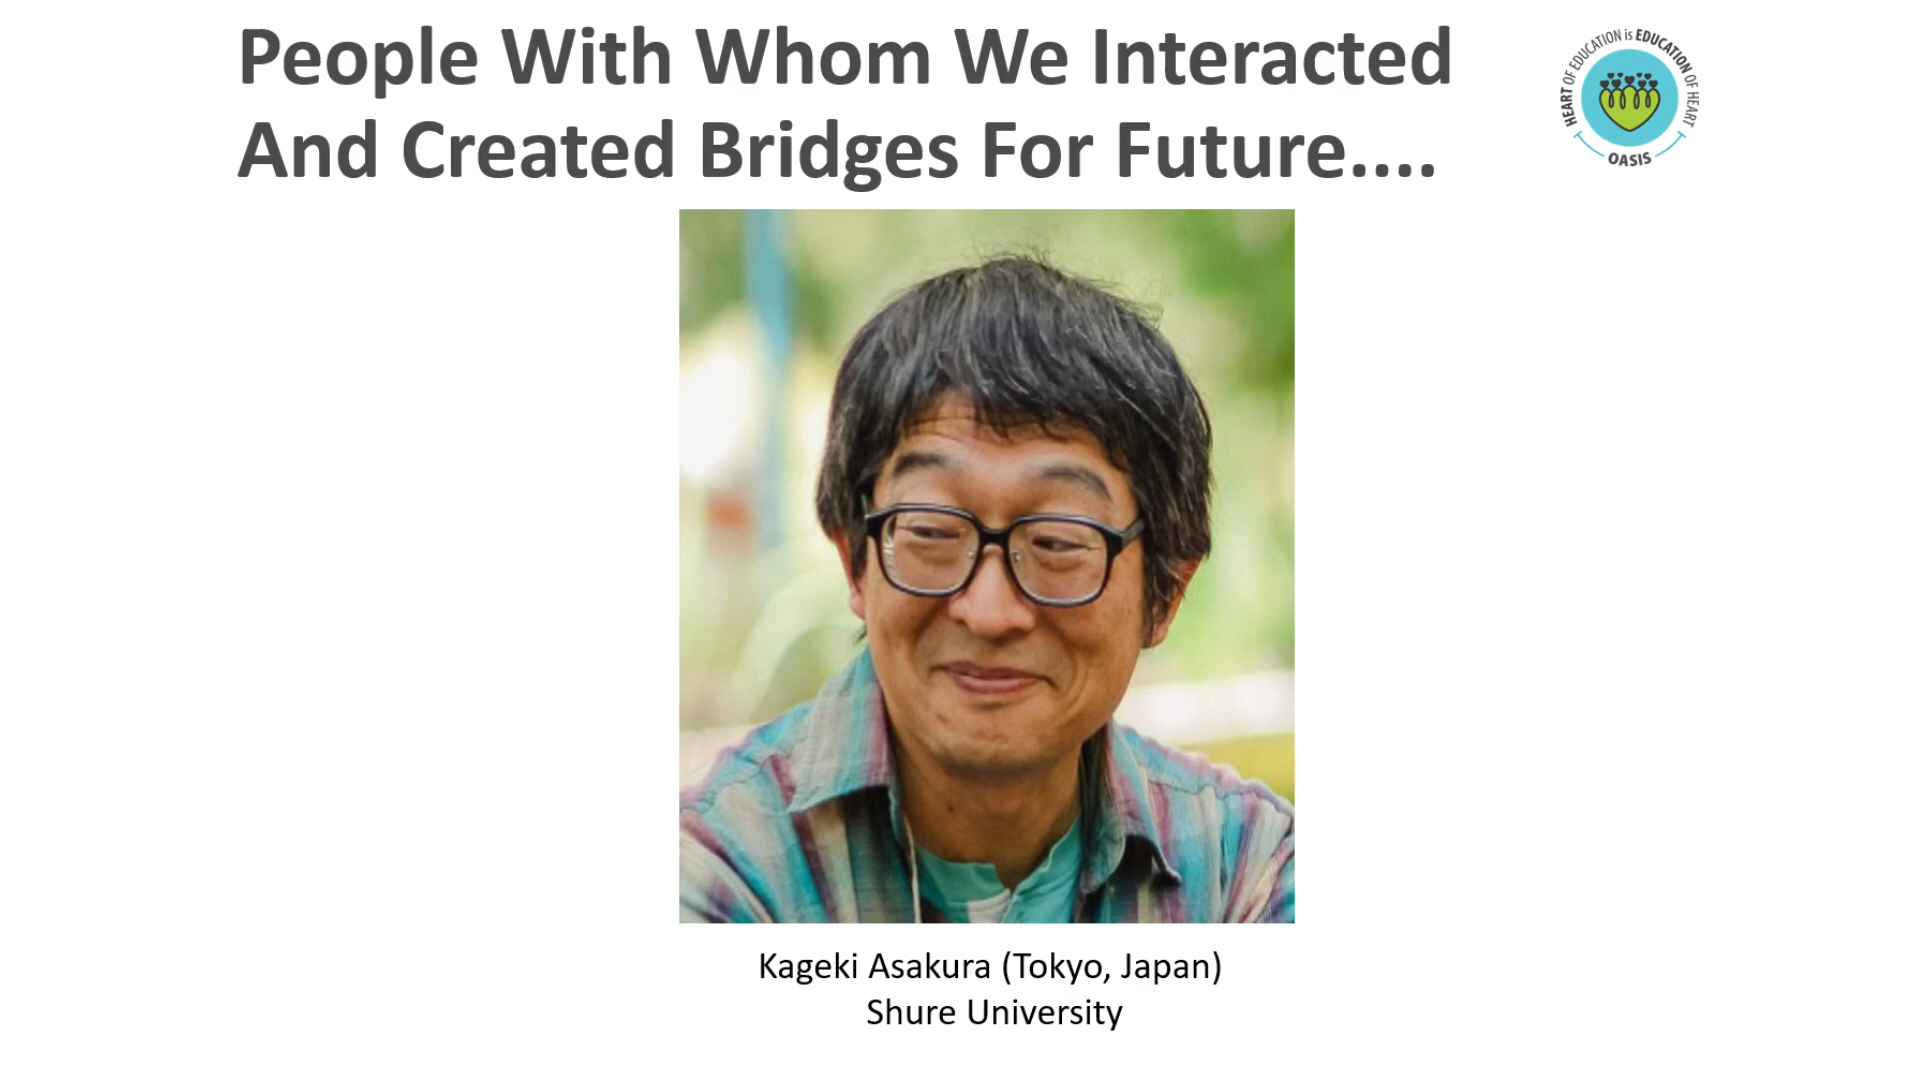 People With Whom We Interacted
And Created Bridges For Future....
HEART OF EDUCATION is EDUCATION OF HEART
OASIS
Kageki Asakura (Tokyo, Japan)
Shure University